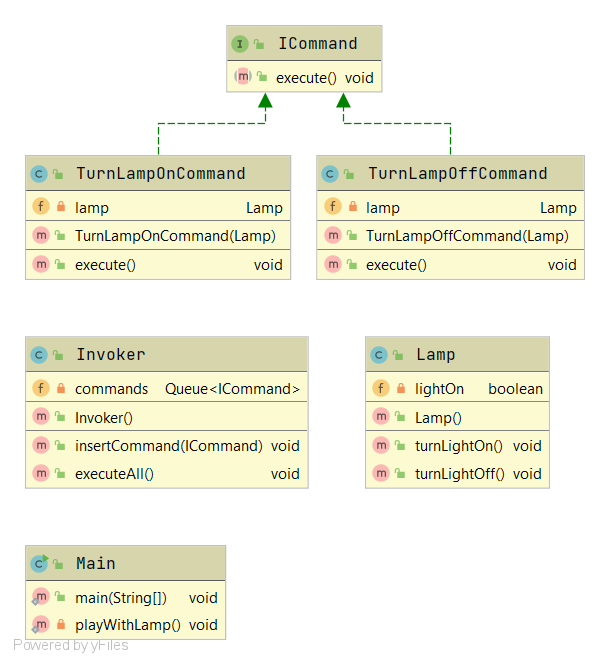 I ICommand
m execute() void
C TurnLampOnCommand
f lamp Lamp
m TurnLampOnCommand(Lamp)
m execute() void
C TurnLampOffCommand
f lamp Lamp
m TurnLampOffCommand(Lamp)
m execute() void
C Invoker
f commands Queue<ICommand>
m Invoker()
m insertCommand(ICommand) void
m executeAll() void
C Lamp
f lightOn boolean
m Lamp()
m turnLightOn() void
m turnLightOff() void
C Main
m main(String[]) void
m playWithLamp() void
Powered by yFiles